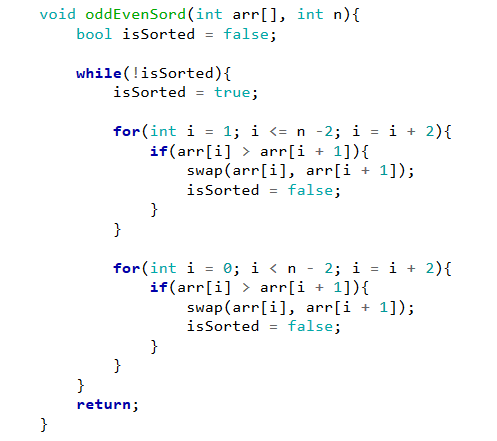 void oddEvenSord(int arr[], int n){
bool isSorted = false;
while(!isSorted){
isSorted = true;
for(int i = 1; i <= n -2; i = i + 2){
if(arr[i] > arr[i + 1]){
swap(arr[i], arr[i + 1]);
isSorted = false;
}
}
for(int i = 0; i < n - 2; i = i + 2){
if(arr[i] > arr[i + 1]){
swap(arr[i], arr[i + 1]);
isSorted = false;
}
}
}
return;
}